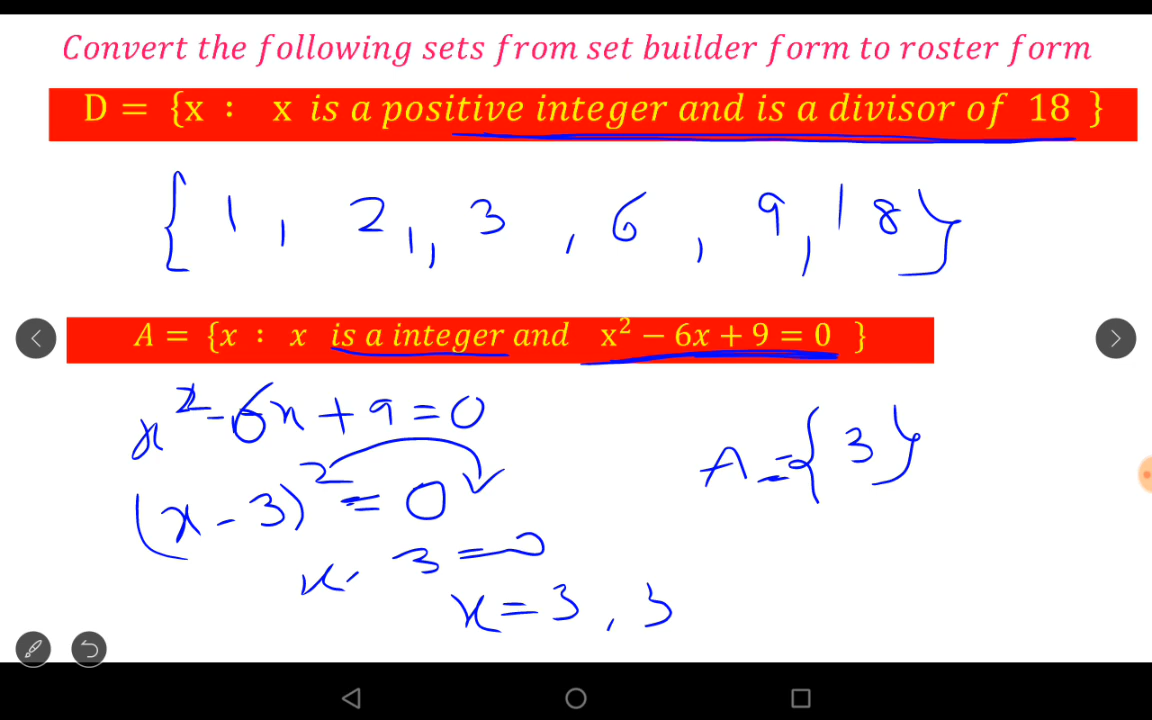 Convert the following sets from set builder form to roster form
D = {x : x is a positive integer and is a divisor of 18 }
{ 1 , 2 , , 3 , 6 , 9 , 18 }
A = {x : x is a integer and x² − 6x + 9 = 0 }
x² - 6x + 9 = 0
(x - 3)² = 0
A = { 3 }
x - 3 = 0
x = 3 , 3